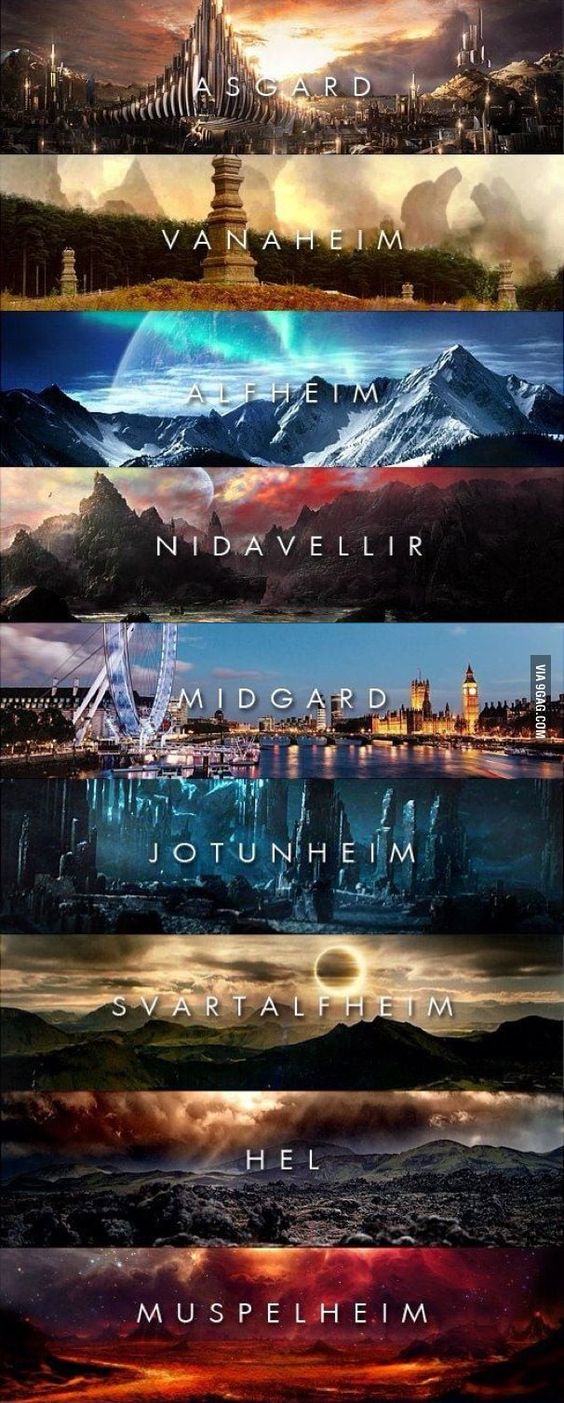 ASGARD
VANAHEIM
ALFHEIM
NIDAVELLIR
VIA 9GAG.COM
MIDGARD
JOTUNHEIM
SVARTALFHEIM
HEL
MUSPELHEIM